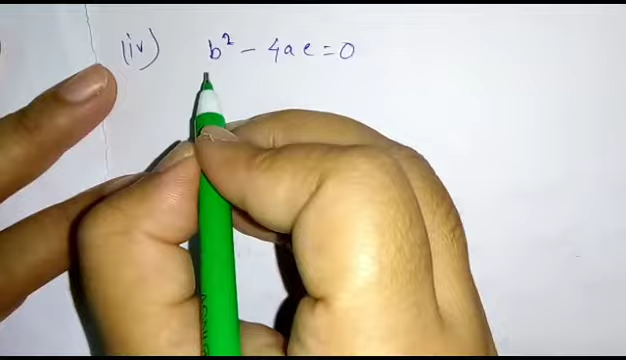 (iv) b² - 4ac = 0